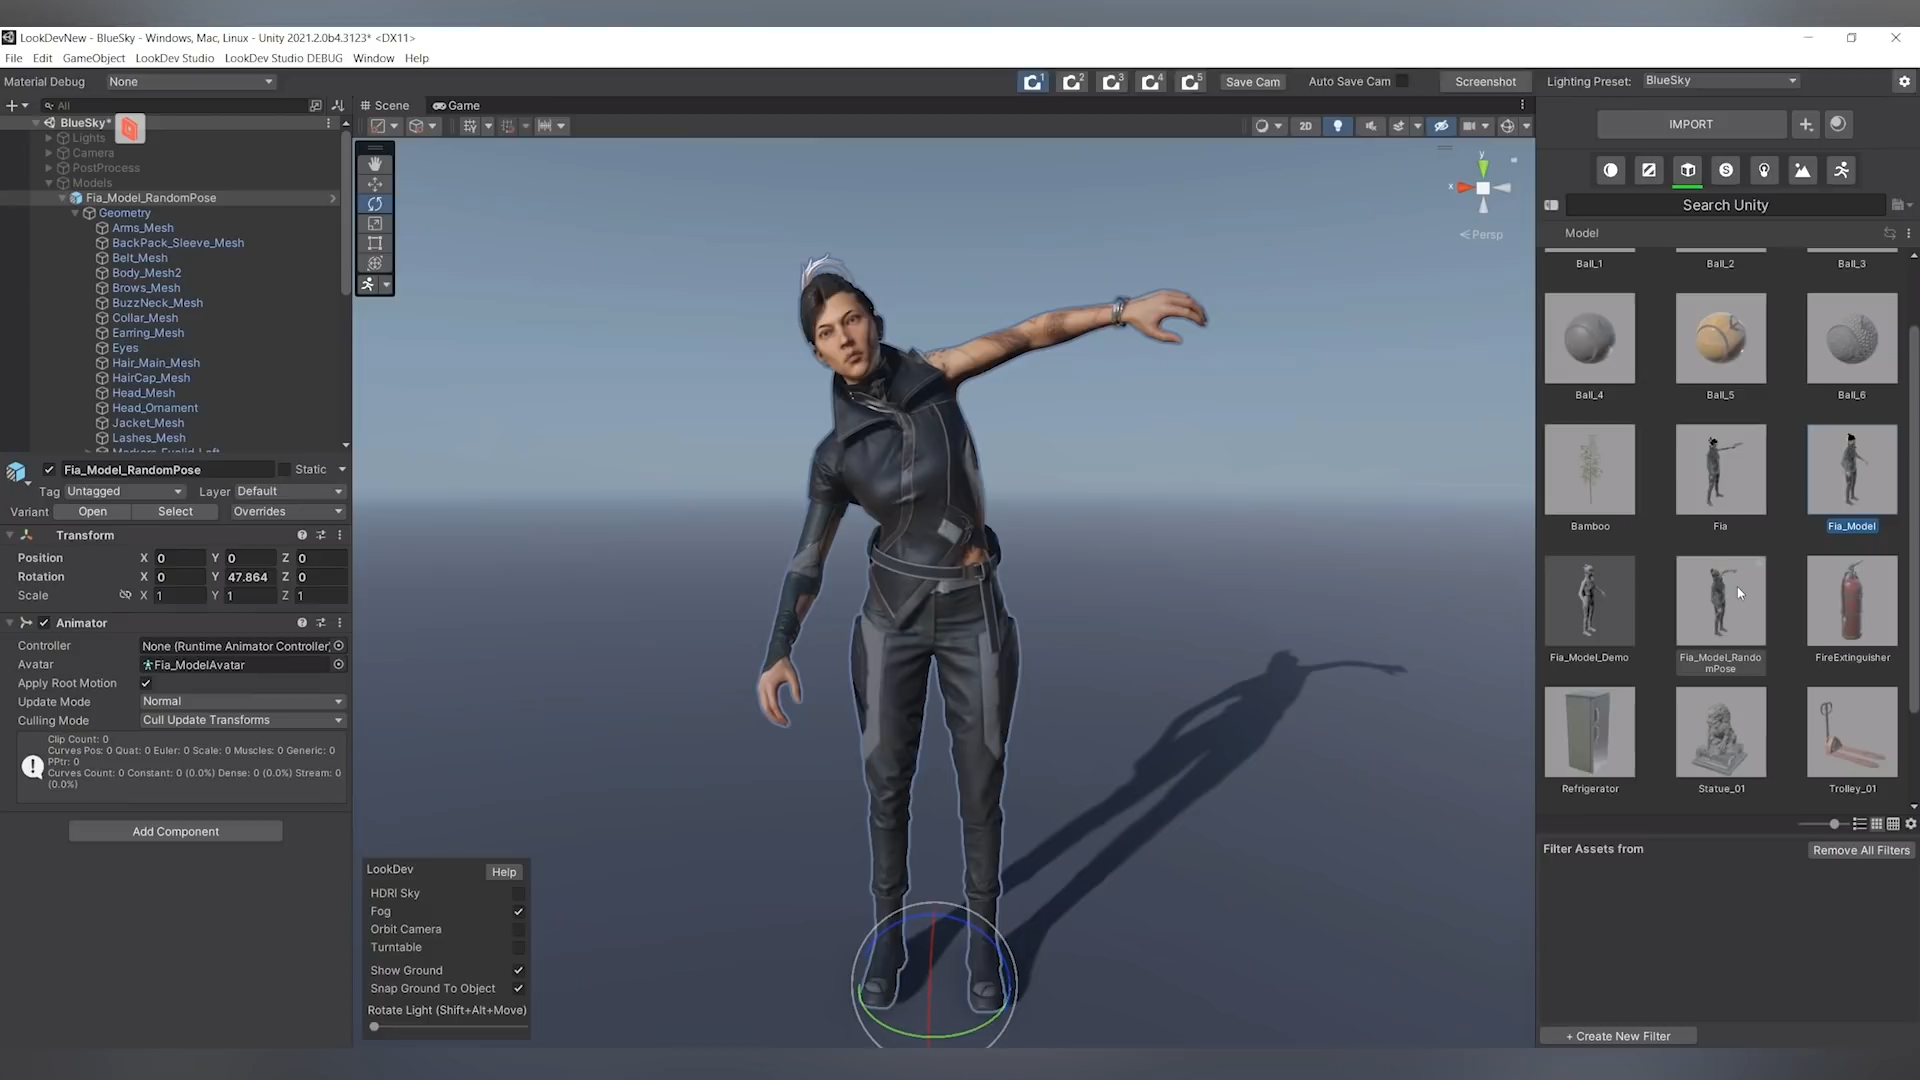 LookDevNew - BlueSky - Windows, Mac, Linux - Unity 2021.2.0b4.3123* <DX11>
File Edit GameObject LookDev Studio LookDev Studio DEBUG Window Help
Material Debug None 1 2 3 4 5 Save Cam Auto Save Cam Screenshot Lighting Preset: BlueSky
All
Scene Game
BlueSky*
Lights
Camera
PostProcess
Models
Fia_Model_RandomPose
Geometry
Arms_Mesh
BackPack_Sleeve_Mesh
Belt_Mesh
Body_Mesh2
Brows_Mesh
BuzzNeck_Mesh
Collar_Mesh
Earring_Mesh
Eyes
Hair_Main_Mesh
HairCap_Mesh
Head_Mesh
Head_Ornament
Jacket_Mesh
Lashes_Mesh
Fia_Model_RandomPose Static
Tag Untagged Layer Default
Variant Open Select Overrides
Transform
Position X 0 Y 0 Z 0
Rotation X 0 Y 47.864 Z 0
Scale X 1 Y 1 Z 1
Animator
Controller None (Runtime Animator Controller)
Avatar Fia_ModelAvatar
Apply Root Motion
Update Mode Normal
Culling Mode Cull Update Transforms
Clip Count: 0
Curves Pos: 0 Quat: 0 Euler: 0 Scale: 0 Muscles: 0 Generic: 0
PPtr: 0
Curves Count: 0 Constant: 0 (0.0%) Dense: 0 (0.0%) Stream: 0
(0.0%)
Add Component
2D
y
x
Persp
LookDev Help
HDRI Sky
Fog
Orbit Camera
Turntable
Show Ground
Snap Ground To Object
Rotate Light (Shift+Alt+Move)
IMPORT
Search Unity
Model
Ball_1 Ball_2 Ball_3
Ball_4 Ball_5 Ball_6
Bamboo Fia Fia_Model
Fia_Model_Demo Fia_Model_Rando
mPose FireExtinguisher
Refrigerator Statue_01 Trolley_01
Filter Assets from Remove All Filters
+ Create New Filter